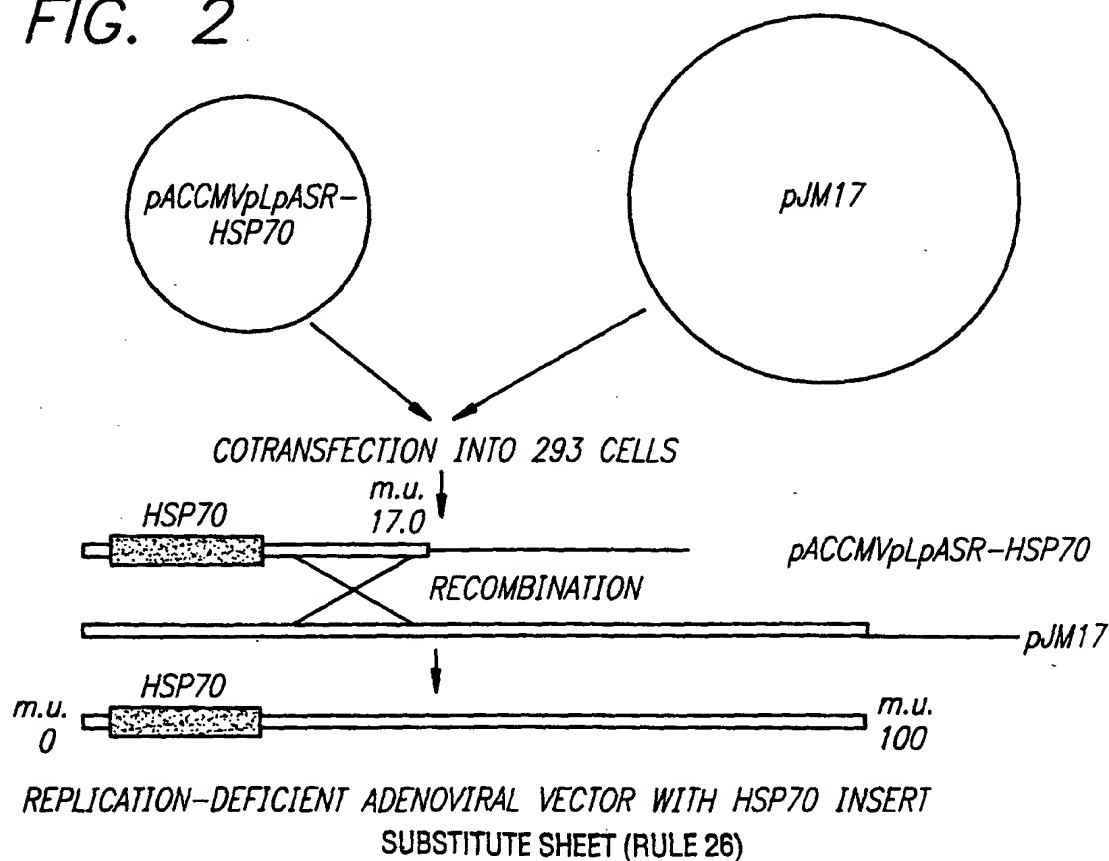 FIG. 2
pACCMVpLpASR-
HSP70
pJM17
COTRANSFECTION INTO 293 CELLS
m.u.
17.0
HSP70
pACCMVpLpASR-HSP70
RECOMBINATION
pJM17
HSP70
m.u.
0
m.u.
100
REPLICATION-DEFICIENT ADENOVIRAL VECTOR WITH HSP70 INSERT
SUBSTITUTE SHEET (RULE 26)